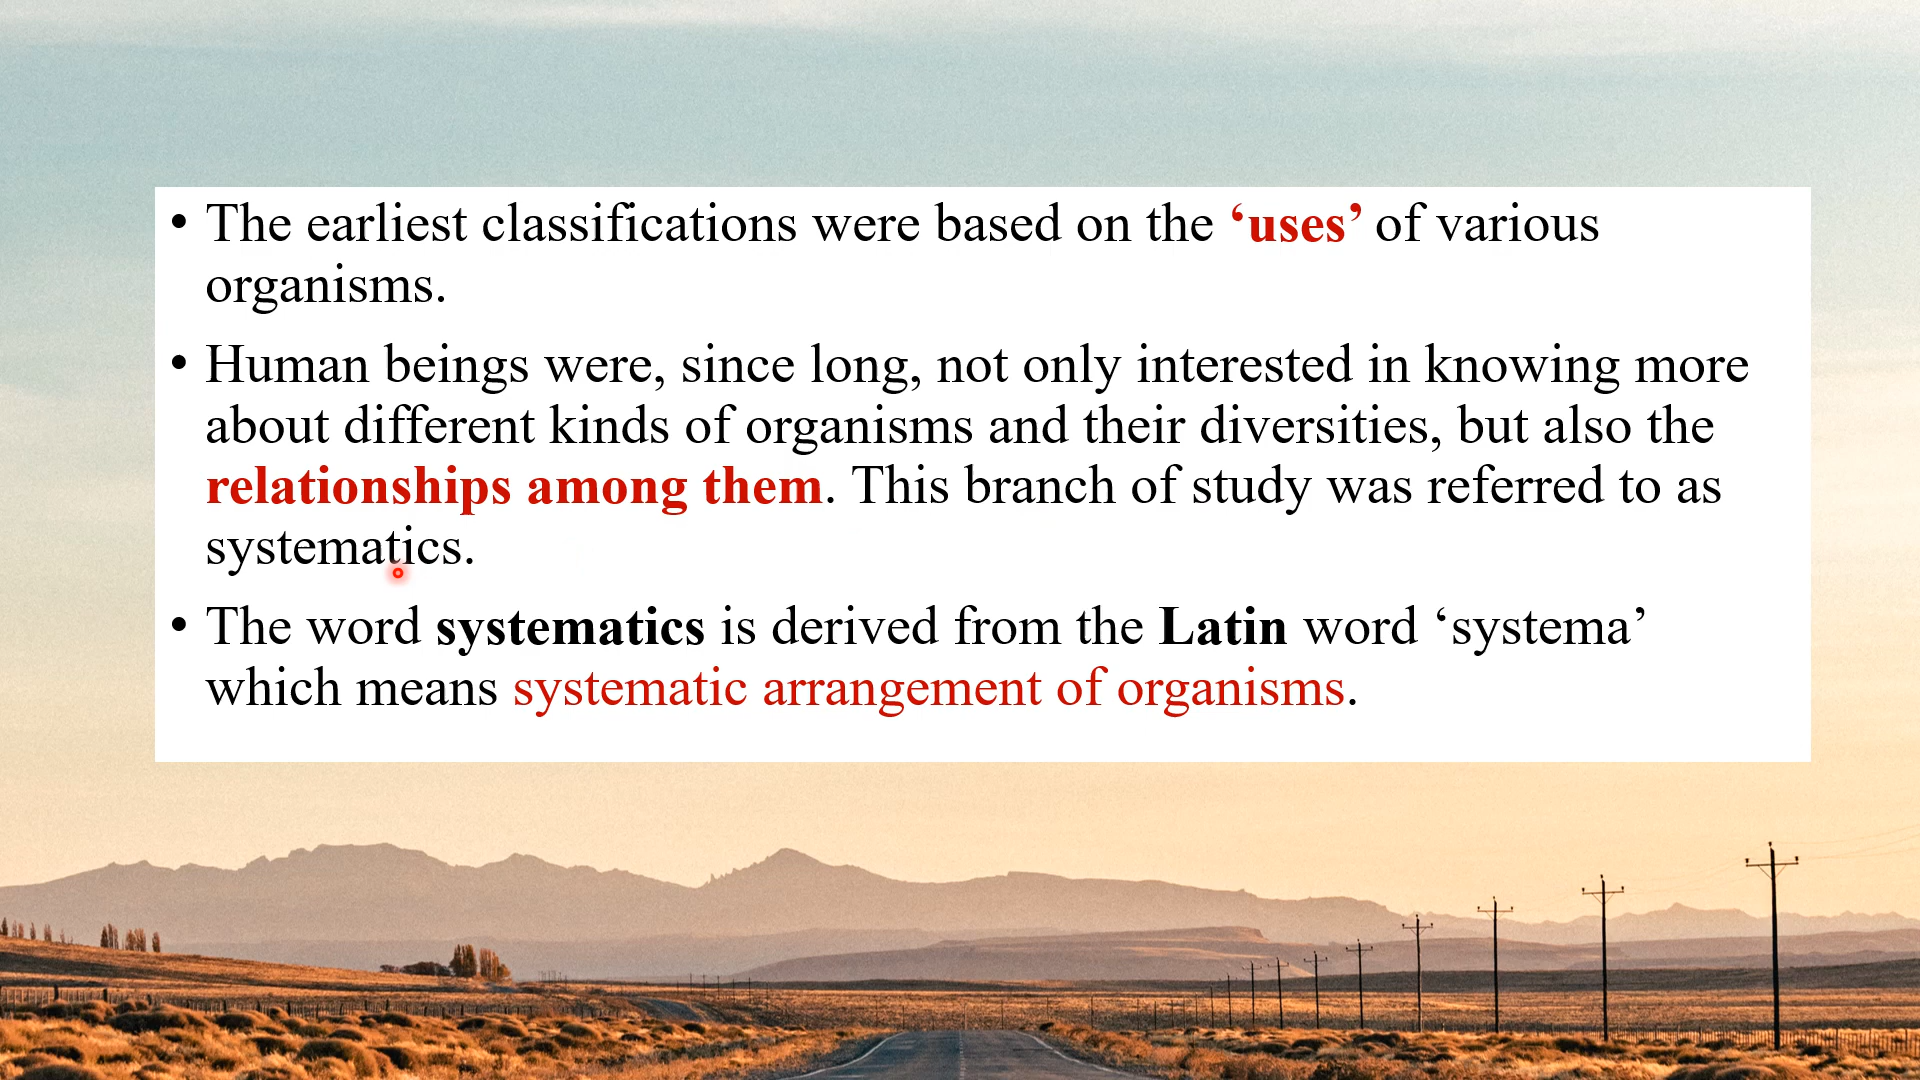 • The earliest classifications were based on the ‘uses’ of various
organisms.
• Human beings were, since long, not only interested in knowing more
about different kinds of organisms and their diversities, but also the
relationships among them. This branch of study was referred to as
systematics.
• The word systematics is derived from the Latin word ‘systema’
which means systematic arrangement of organisms.